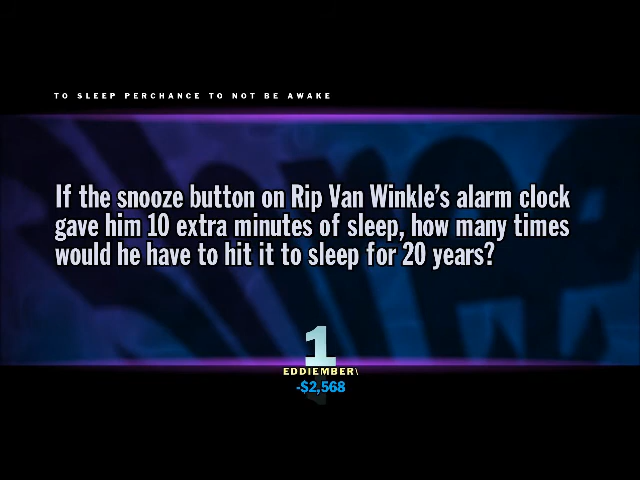 TO SLEEP PERCHANCE TO NOT BE AWAKE
If the snooze button on Rip Van Winkle's alarm clock
gave him 10 extra minutes of sleep, how many times
would he have to hit it to sleep for 20 years?
1
EDDIEMBER\
-$2,568